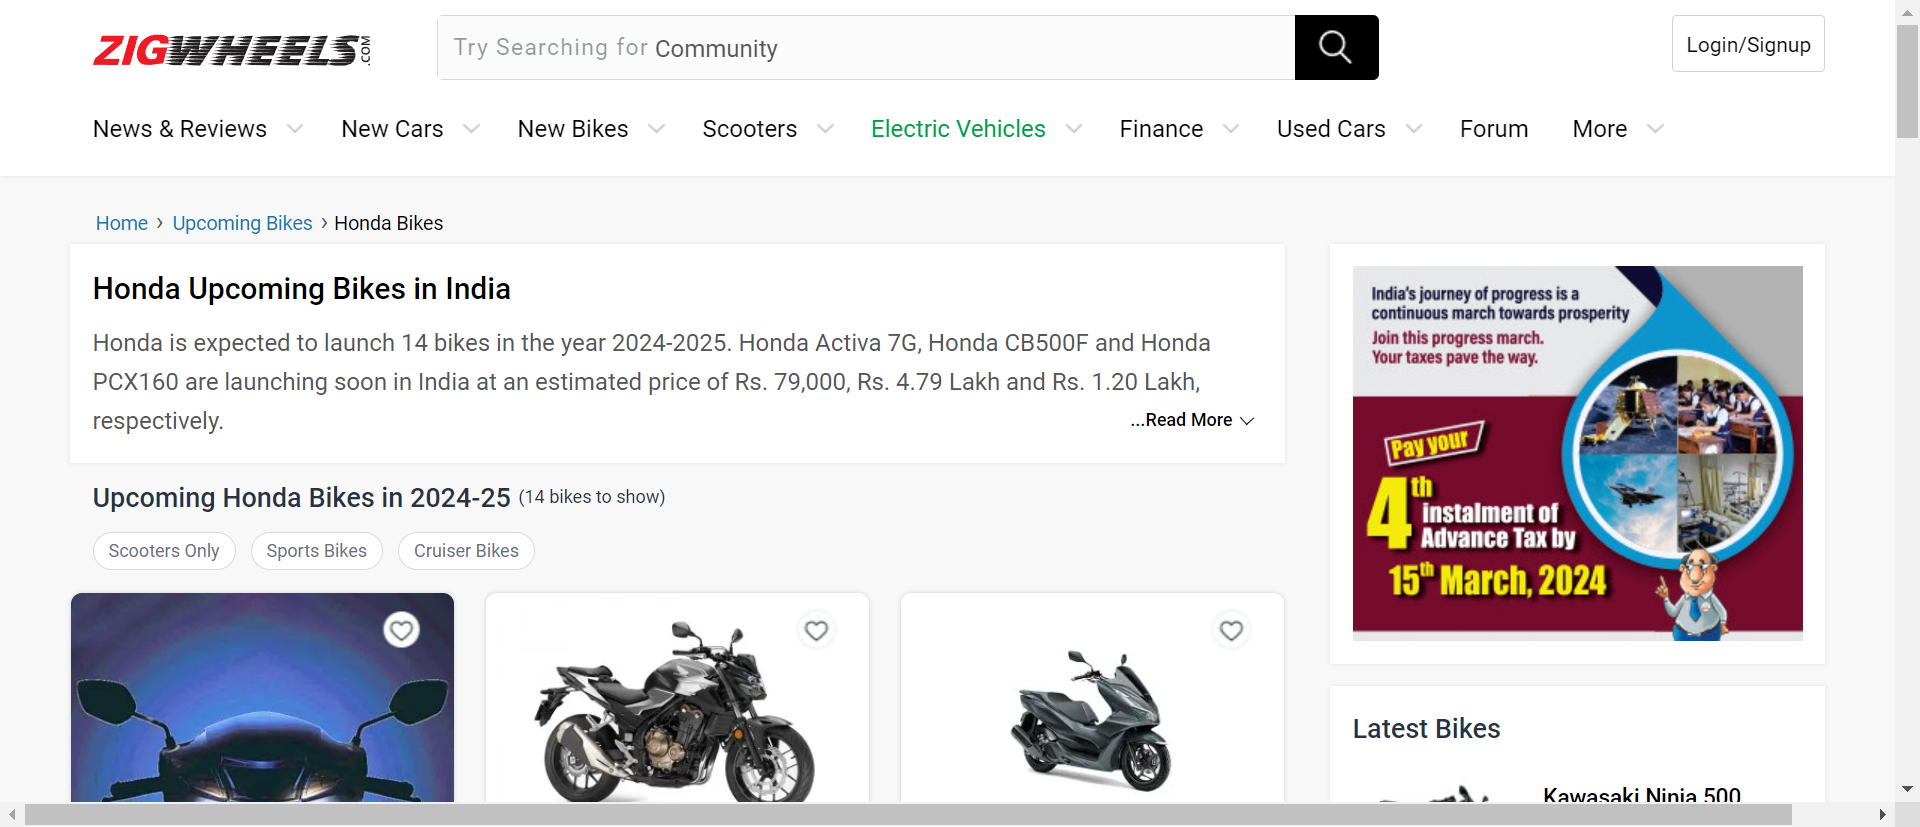 ZIGWHEELS.COM
Try Searching for Community
Login/Signup
News & Reviews
New Cars
New Bikes
Scooters
Electric Vehicles
Finance
Used Cars
Forum
More
Home › Upcoming Bikes › Honda Bikes
Honda Upcoming Bikes in India
Honda is expected to launch 14 bikes in the year 2024-2025. Honda Activa 7G, Honda CB500F and Honda
PCX160 are launching soon in India at an estimated price of Rs. 79,000, Rs. 4.79 Lakh and Rs. 1.20 Lakh,
respectively.
...Read More
Upcoming Honda Bikes in 2024-25 (14 bikes to show)
Scooters Only
Sports Bikes
Cruiser Bikes
India's journey of progress is a
continuous march towards prosperity
Join this progress march.
Your taxes pave the way.
Pay your
4th
instalment of
Advance Tax by
15th March, 2024
Latest Bikes
Kawasaki Ninja 500